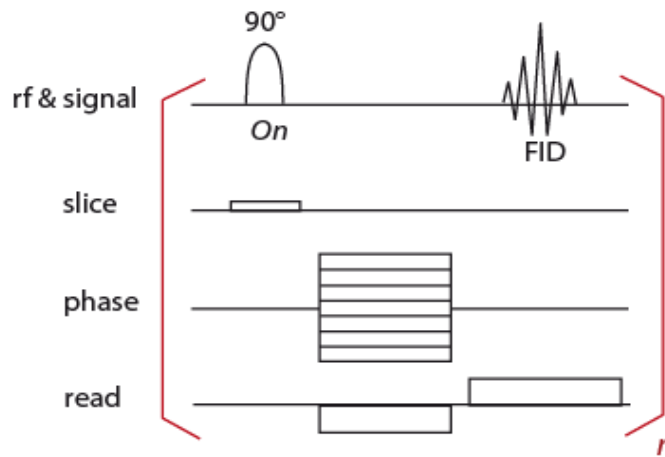 90°
rf & signal
On
FID
slice
phase
read
n